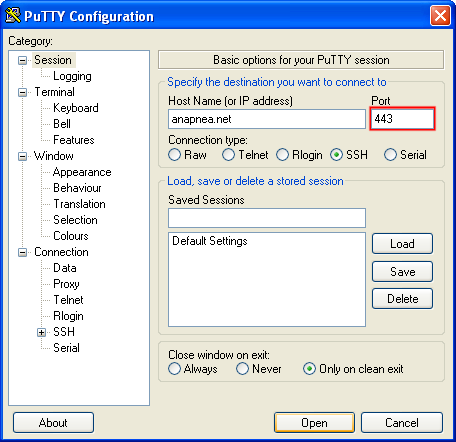 PuTTY Configuration
Category:
Session
Logging
Terminal
Keyboard
Bell
Features
Window
Appearance
Behaviour
Translation
Selection
Colours
Connection
Data
Proxy
Telnet
Rlogin
SSH
Serial
Basic options for your PuTTY session
Specify the destination you want to connect to
Host Name (or IP address) Port
anapnea.net 443
Connection type:
Raw Telnet Rlogin SSH Serial
Load, save or delete a stored session
Saved Sessions
Default Settings
Load
Save
Delete
Close window on exit:
Always Never Only on clean exit
About Open Cancel